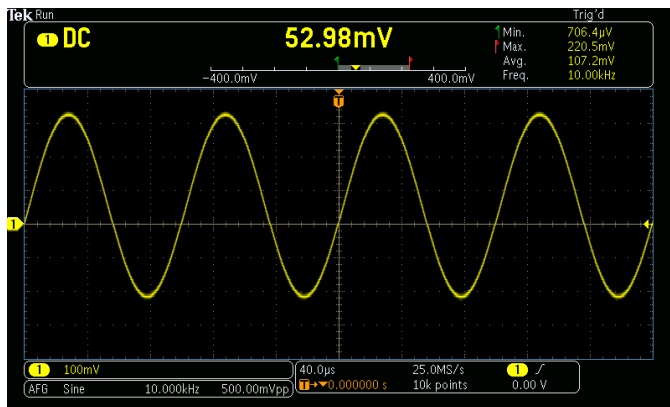 Tek Run Trig'd
1 DC 52.98mV
Min. 706.4µV
Max. 220.5mV
Avg. 107.2mV
Freq. 10.00kHz
-400.0mV 400.0mV
T
1
1 100mV
40.0µs 25.0MS/s 1
T→▼0.000000 s 10k points 0.00 V
AFG Sine 10.000kHz 500.00mVpp